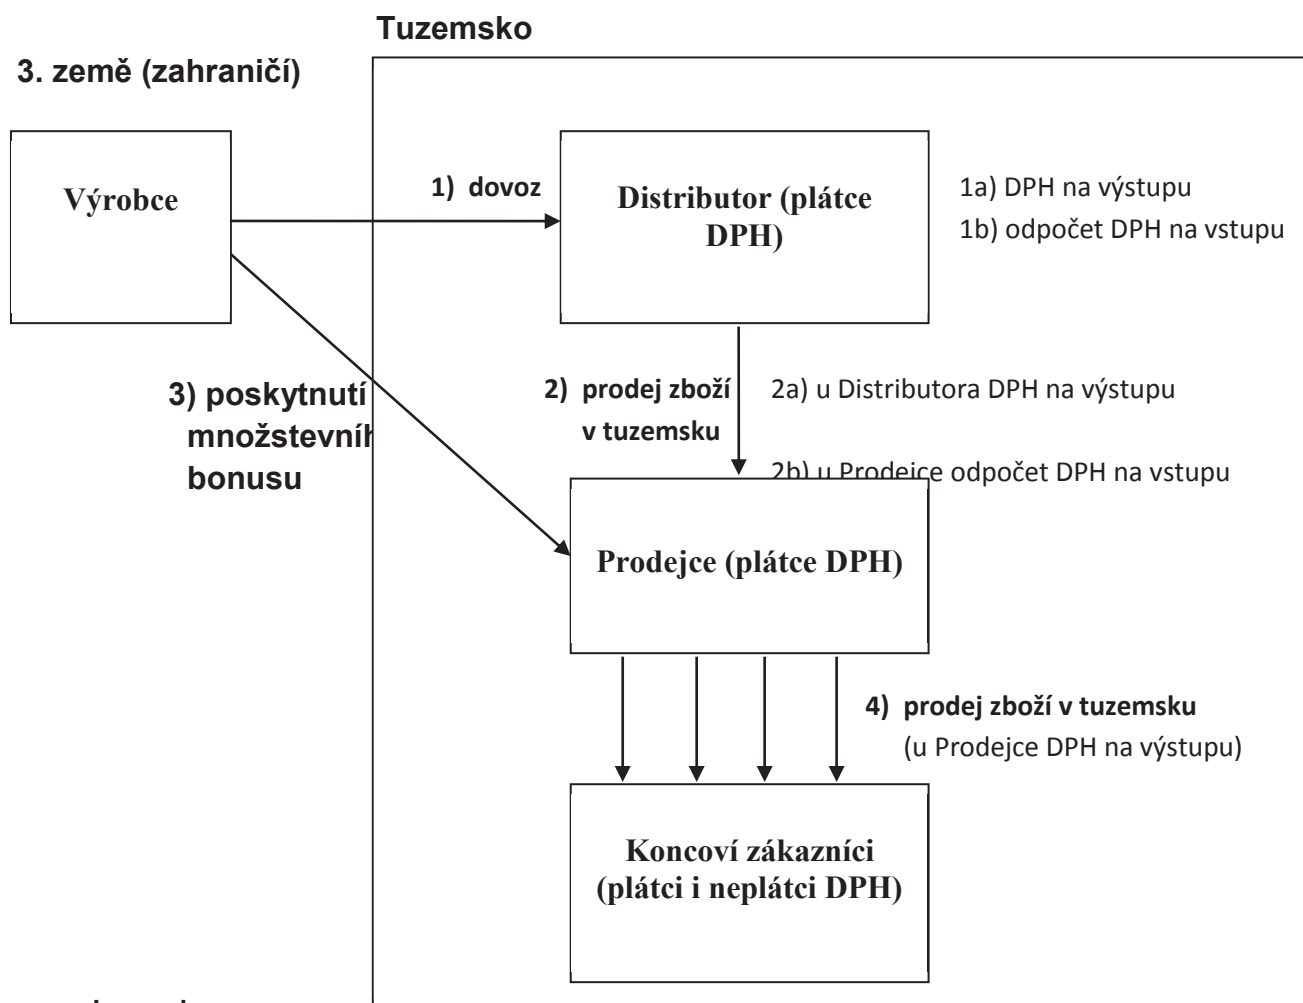 Tuzemsko
3. země (zahraničí)
Výrobce
1) dovoz
Distributor (plátce
DPH)
1a) DPH na výstupu
1b) odpočet DPH na vstupu
3) poskytnutí
množstevníh
bonusu
2) prodej zboží
v tuzemsku
2a) u Distributora DPH na výstupu
2b) u Prodejce odpočet DPH na vstupu
Prodejce (plátce DPH)
4) prodej zboží v tuzemsku
(u Prodejce DPH na výstupu)
Koncoví zákazníci
(plátci i neplátci DPH)